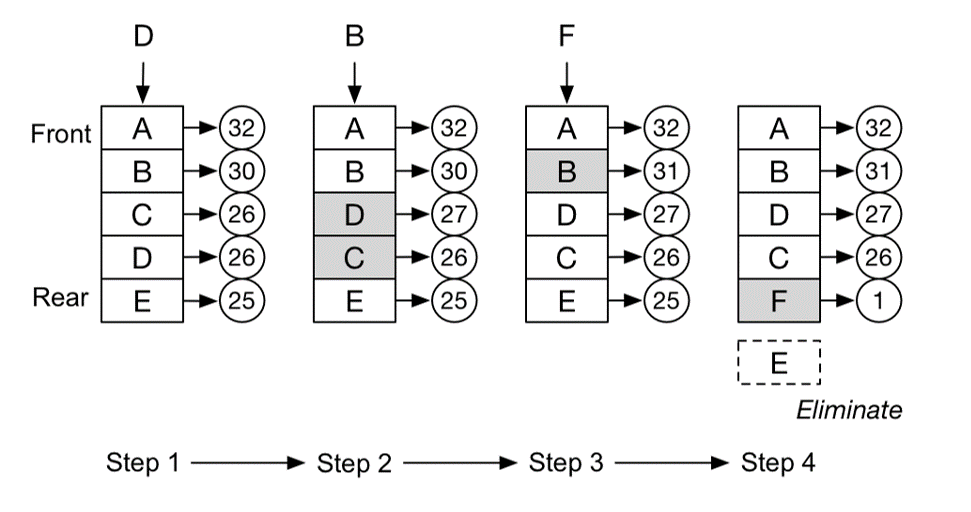 D B F
Front A 32 A 32 A 32 A 32
B 30 B 30 B 31 B 31
C 26 D 27 D 27 D 27
D 26 C 26 C 26 C 26
Rear E 25 E 25 E 25 F 1
E
Eliminate
Step 1 Step 2 Step 3 Step 4